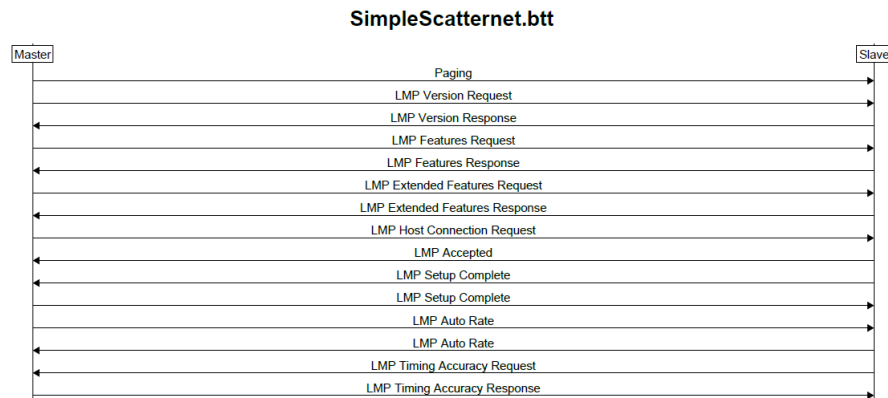 SimpleScatternet.btt
Master Slave
Paging
LMP Version Request
LMP Version Response
LMP Features Request
LMP Features Response
LMP Extended Features Request
LMP Extended Features Response
LMP Host Connection Request
LMP Accepted
LMP Setup Complete
LMP Setup Complete
LMP Auto Rate
LMP Auto Rate
LMP Timing Accuracy Request
LMP Timing Accuracy Response